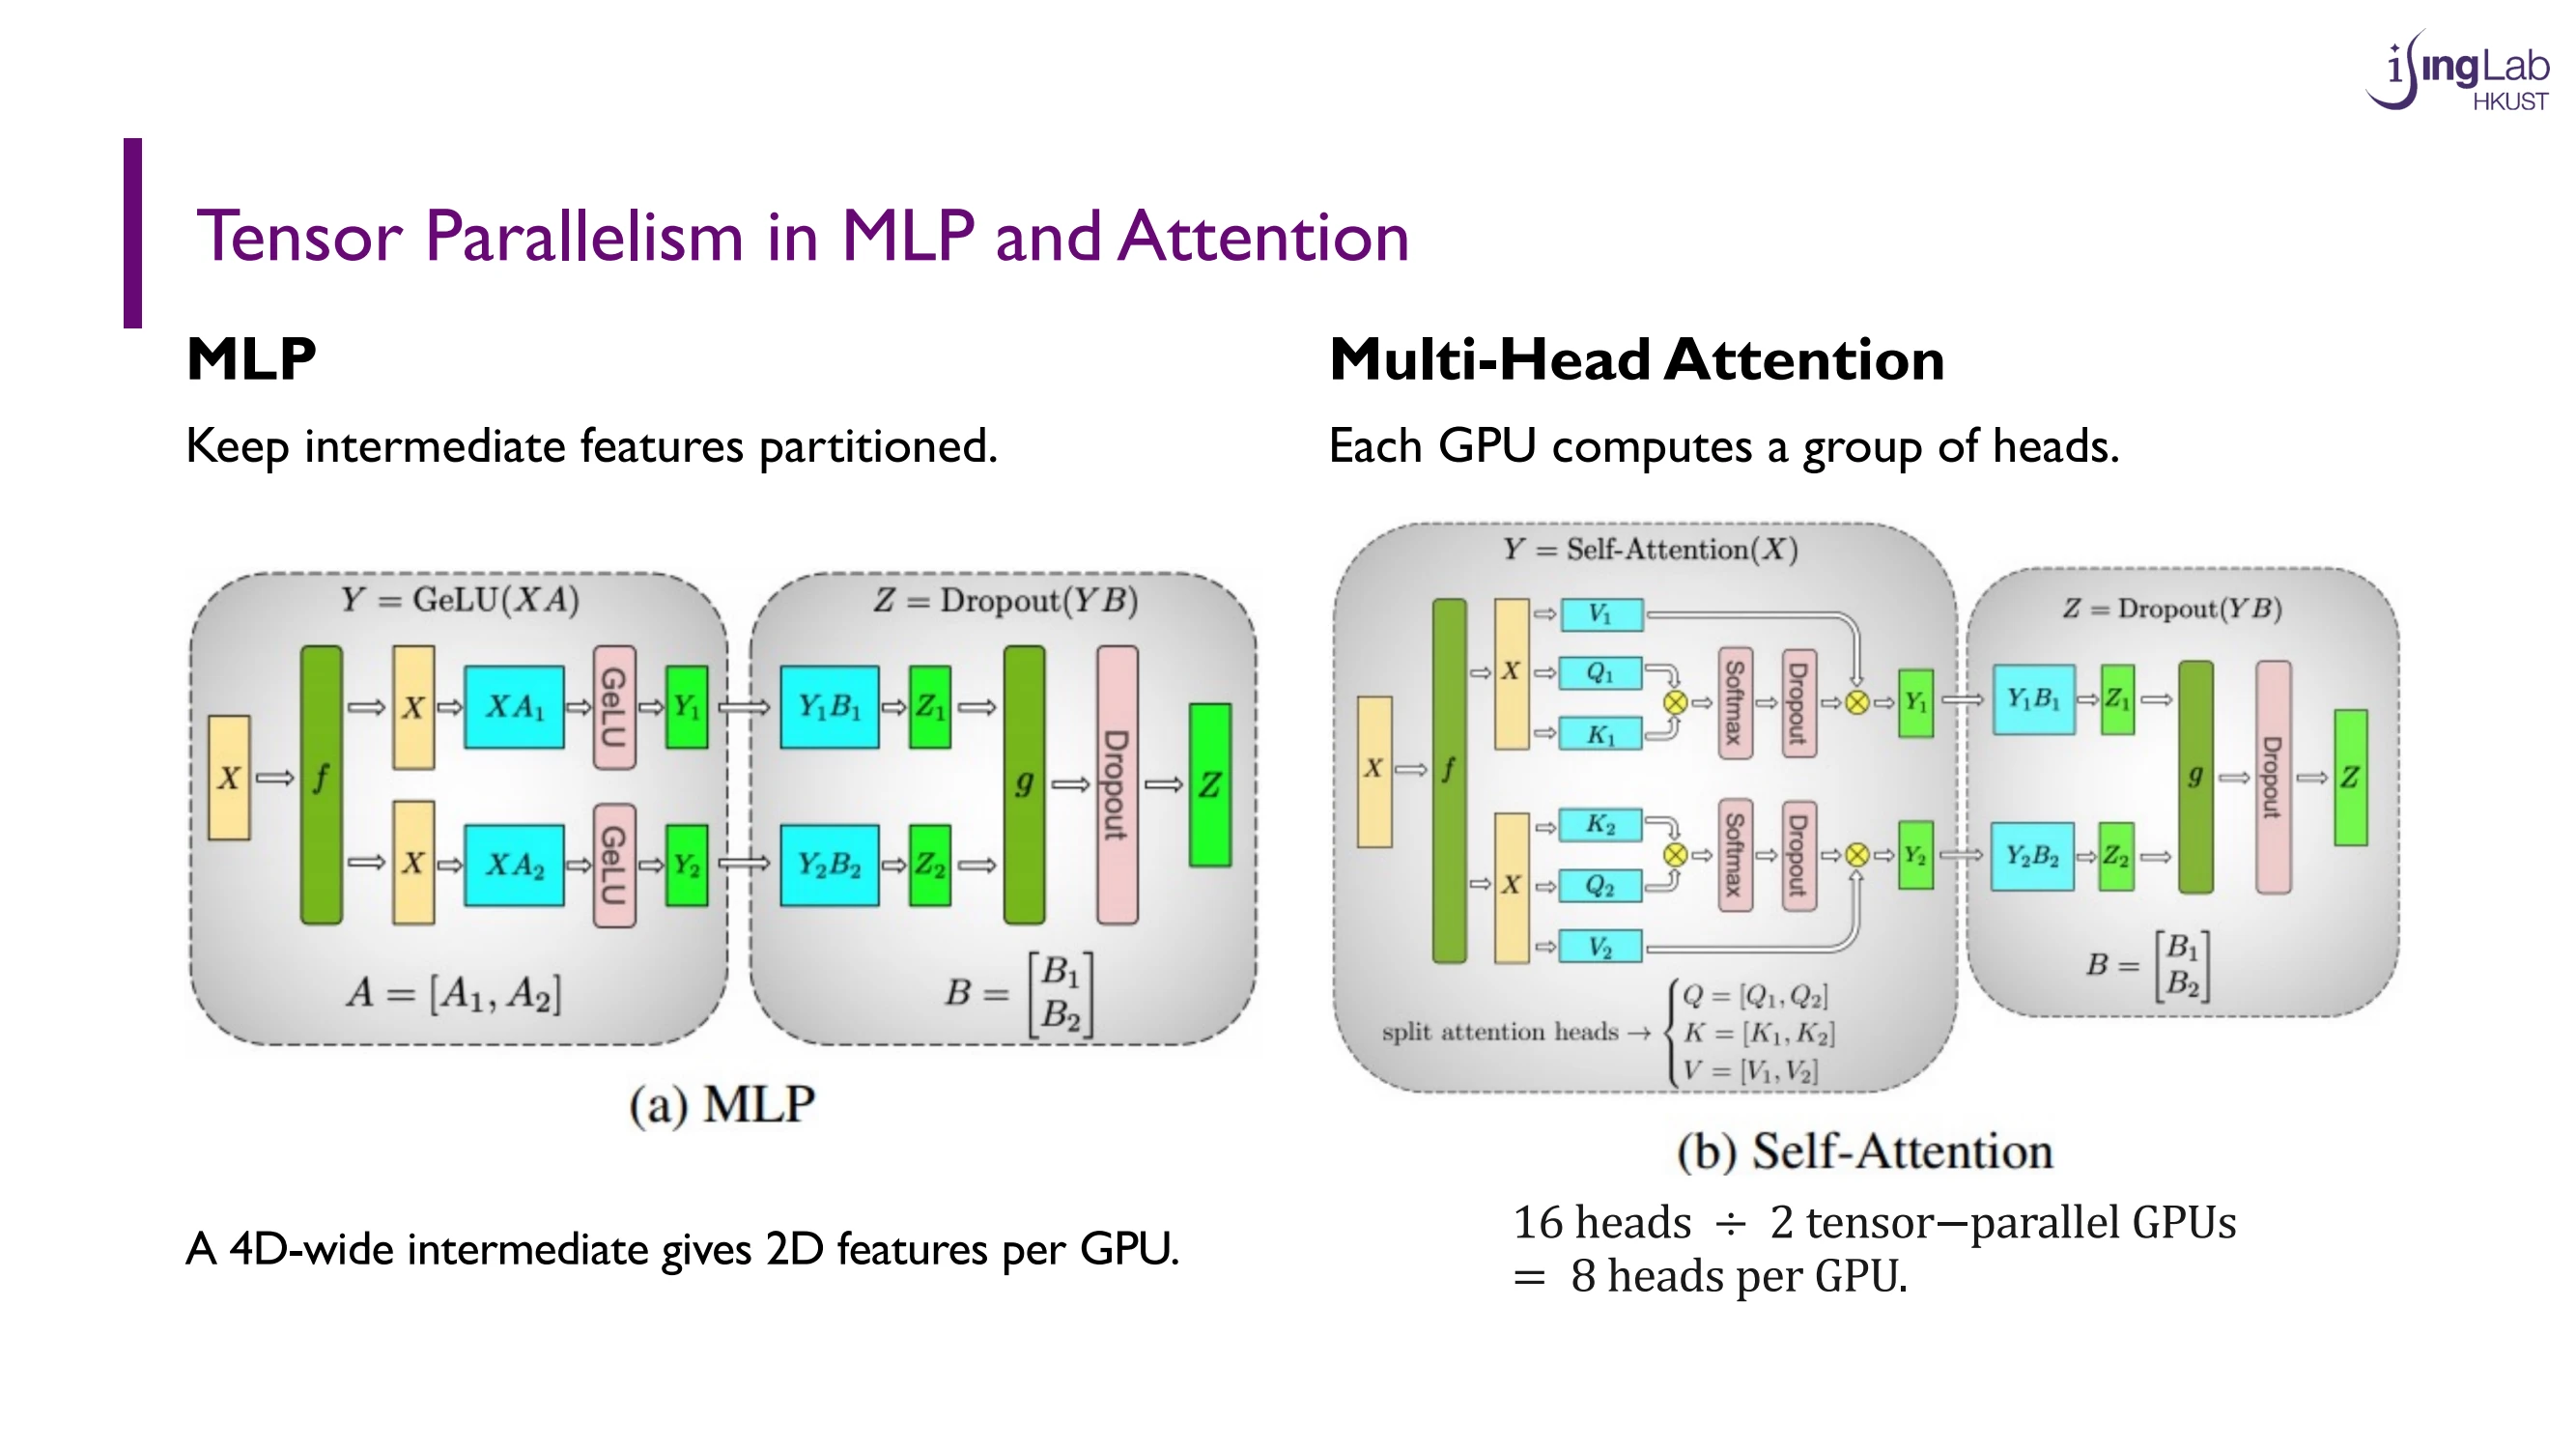 isingLab
HKUST
Tensor Parallelism in MLP and Attention
MLP
Keep intermediate features partitioned.
Y = GeLU(XA)
X
f
X
XA₁
GeLU
Y₁
X
XA₂
GeLU
Y₂
A = [A₁, A₂]
Z = Dropout(YB)
Y₁B₁
Z₁
Y₂B₂
Z₂
g
Dropout
Z
B = [B₁
B₂]
(a) MLP
A 4D-wide intermediate gives 2D features per GPU.
Multi-Head Attention
Each GPU computes a group of heads.
Y = Self-Attention(X)
X
f
X
V₁
Q₁
K₁
Softmax
Dropout
Y₁
X
K₂
Q₂
V₂
Softmax
Dropout
Y₂
split attention heads → { Q = [Q₁, Q₂]
K = [K₁, K₂]
V = [V₁, V₂]
Z = Dropout(YB)
Y₁B₁
Z₁
Y₂B₂
Z₂
g
Dropout
Z
B = [B₁
B₂]
(b) Self-Attention
16 heads ÷ 2 tensor−parallel GPUs
= 8 heads per GPU.